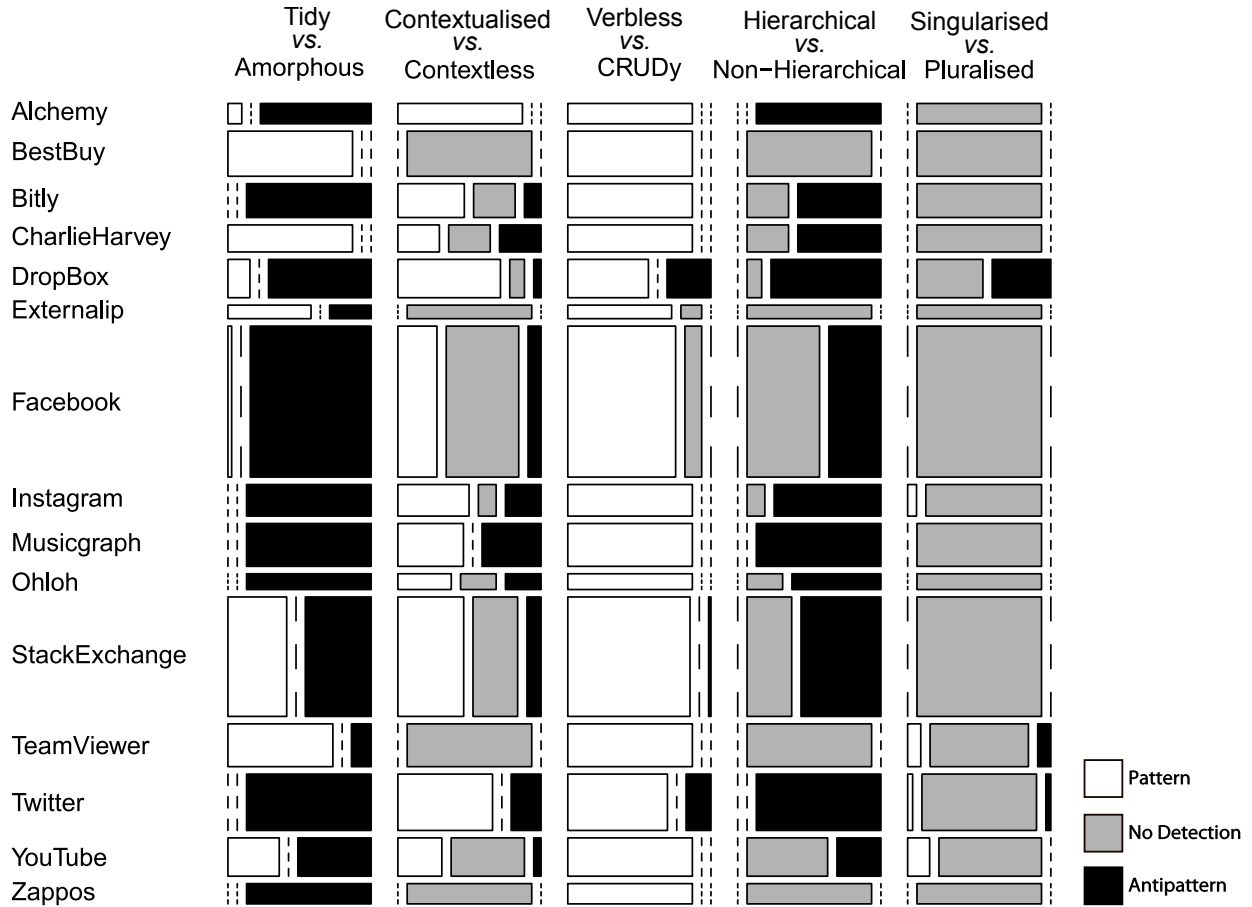 Tidy
vs.
Amorphous
Contextualised
vs.
Contextless
Verbless
vs.
CRUDy
Hierarchical
vs.
Non−Hierarchical
Singularised
vs.
Pluralised
Alchemy
BestBuy
Bitly
CharlieHarvey
DropBox
Externalip
Facebook
Instagram
Musicgraph
Ohloh
StackExchange
TeamViewer
Twitter
YouTube
Zappos
Pattern
No Detection
Antipattern